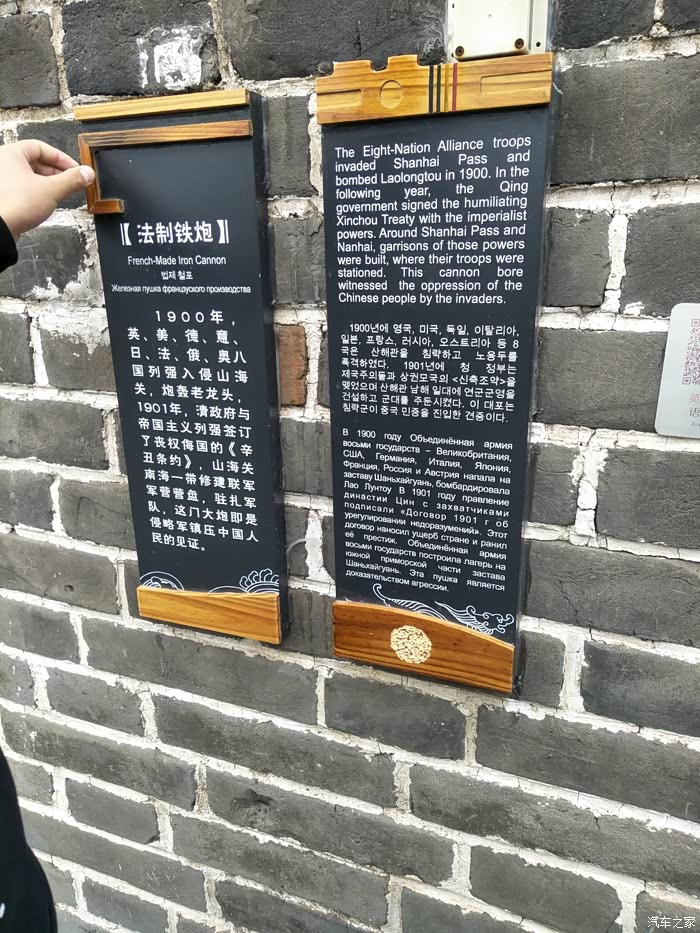 【法制铁炮】
French-Made Iron Cannon
법제 철포
Железная пушка французского производства
1900年,
英、美、德、意、
日、法、俄、奥八
国列强入侵山海
关,炮轰老龙头,
1901年,清政府与
帝国主义列强签订
了丧权侮国的《辛
丑条约》,山海关
南海一带修建联军
军营营盘,驻扎军
队,这门大炮即是
侵略军镇压中国人
民的见证。
The Eight-Nation Alliance troops
invaded Shanhai Pass and
bombed Laolongtou in 1900. In the
following year, the Qing
government signed the humiliating
Xinchou Treaty with the imperialist
powers. Around Shanhai Pass and
Nanhai, garrisons of those powers
were built, where their troops were
stationed. This cannon bore
witnessed the oppression of the
Chinese people by the invaders.
1900년에 영국, 미국, 독일, 이탈리아,
일본, 프랑스, 러시아, 오스트리아 등 8
국은 산해관을 침략하고 노용두를
폭격하였다. 1901년에 청 정부는
제국주의들과 상권모국의 <신축조약>을
맺었으며 산해관 남해 일대에 연군군영을
건설하고 군대를 주둔시켰다. 이 대포는
침략군이 중국 민중을 진입한 견증이다.
В 1900 году Объединённая армия
восьми государств – Великобритания,
США, Германия, Италия, Япония,
Франция, Россия и Австрия напала на
заставу Шаньхайгуань, бомбардировала
Лао Лунтоу В 1901 году правление
династии Цин с захватчиками
подписали «Договор 1901 г об
урегулировании недоразумений». Этот
договор наносил ущерб стране и ранил
её престиж. Объединённая армия
восьми государств построила лагерь на
южной приморской части застава
Шаньхайгуань. Эта пушка является
доказательством агрессии.
英
语
汽车之家